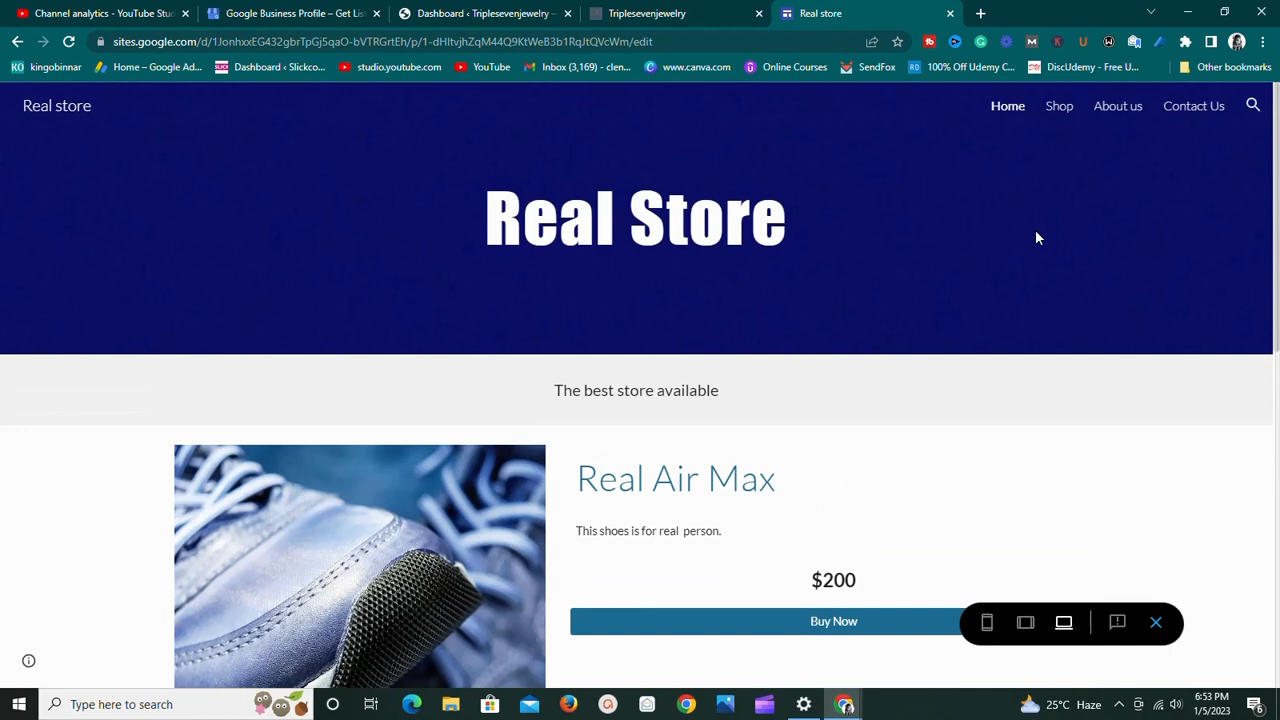 Channel analytics - YouTube Stud
Google Business Profile – Get List
Dashboard ‹ Triplesevenjewelry –
Triplesevenjewelry
Real store
sites.google.com/d/1JonhxxEG432gbrTpGj5qaO-bVTRGrtEh/p/1-dHltvjhZqM44Q9KtWeB3b1RqJtQVcWm/edit
kingobinnar
Home – Google Ad...
Dashboard ‹ Slickco...
studio.youtube.com
YouTube
Inbox (3,169) - clen...
www.canva.com
Online Courses
SendFox
100% Off Udemy C...
DiscUdemy - Free U...
Other bookmarks
Real store
Home
Shop
About us
Contact Us
Real Store
The best store available
Real Air Max
This shoes is for real person.
$200
Buy Now
Type here to search
25°C Haze
6:53 PM
1/5/2023
6